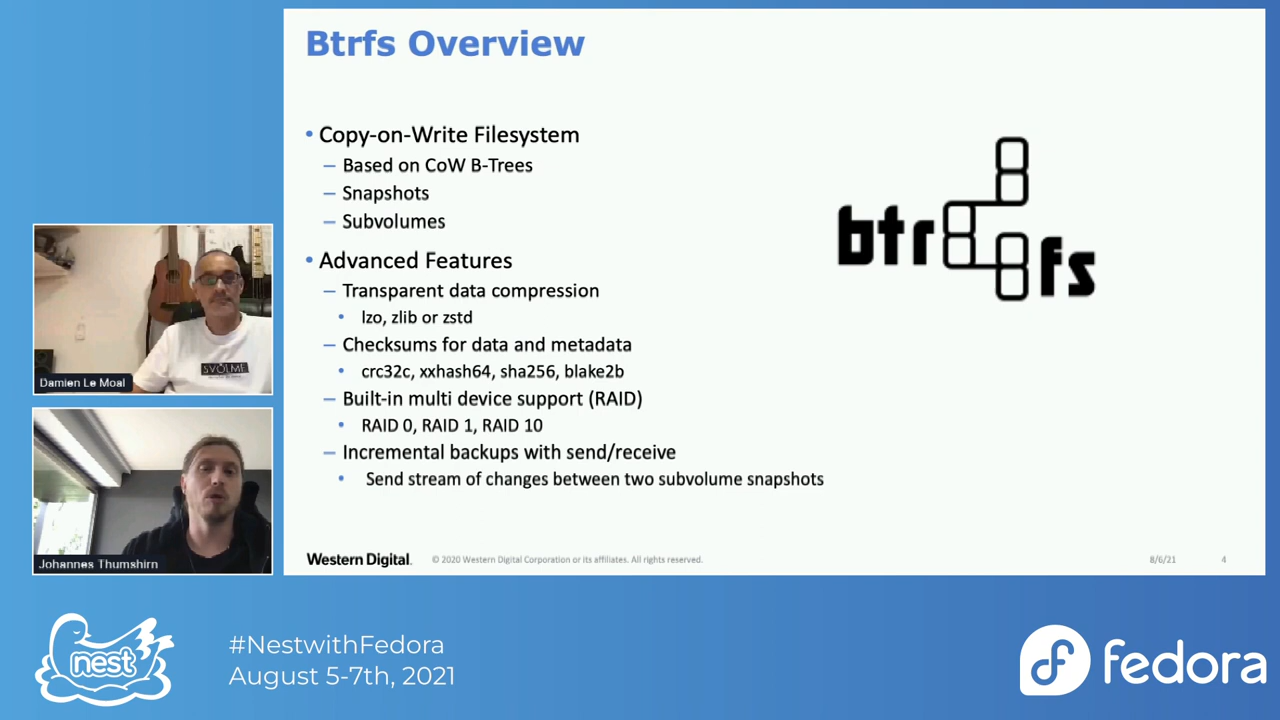 Btrfs Overview
• Copy-on-Write Filesystem
– Based on CoW B-Trees
– Snapshots
– Subvolumes
• Advanced Features
– Transparent data compression
• lzo, zlib or zstd
– Checksums for data and metadata
• crc32c, xxhash64, sha256, blake2b
– Built-in multi device support (RAID)
• RAID 0, RAID 1, RAID 10
– Incremental backups with send/receive
• Send stream of changes between two subvolume snapshots
btrfs
SVOLME
Damien Le Moal
Johannes Thumshirn
Western Digital.
© 2020 Western Digital Corporation or its affiliates. All rights reserved.
8/6/21
4
nest
#NestwithFedora
August 5-7th, 2021
fedora